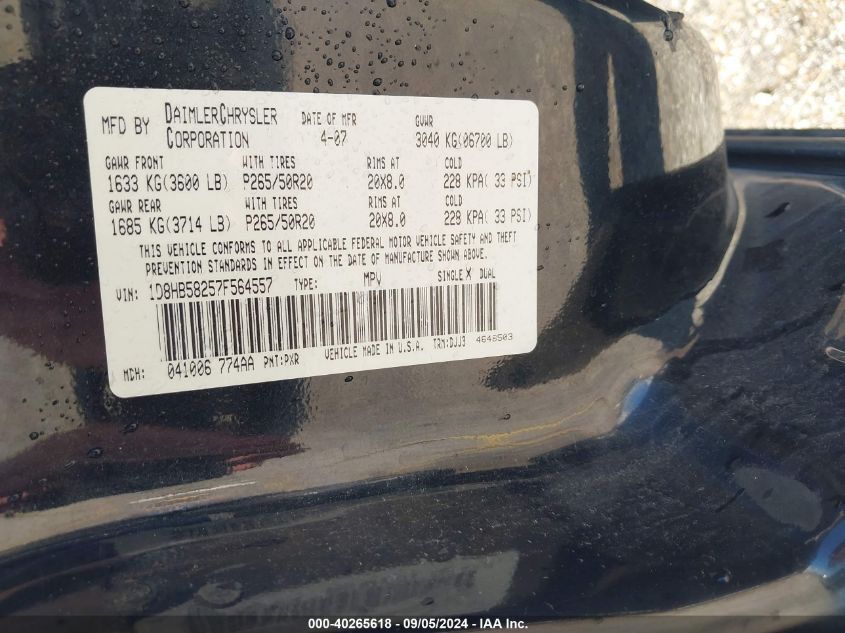 MFD BY DAIMLERCHRYSLER CORPORATION DATE OF MFR 4-07 GVWR 3040 KG(06700 LB)
GAWR FRONT WITH TIRES RIMS AT COLD
1633 KG(3600 LB) P265/50R20 20X8.0 228 KPA( 33 PSI)
GAWR REAR WITH TIRES RIMS AT COLD
1685 KG(3714 LB) P265/50R20 20X8.0 228 KPA( 33 PSI)
THIS VEHICLE CONFORMS TO ALL APPLICABLE FEDERAL MOTOR VEHICLE SAFETY AND THEFT
PREVENTION STANDARDS IN EFFECT ON THE DATE OF MANUFACTURE SHOWN ABOVE.
VIN: 1D8HB58257F564557 TYPE: MPV SINGLE X DUAL
MDH: 041006 774AA PNT:PXR VEHICLE MADE IN U.S.A. TRM:DJJ3 4646503
000-40265618 - 09/05/2024 - IAA Inc.